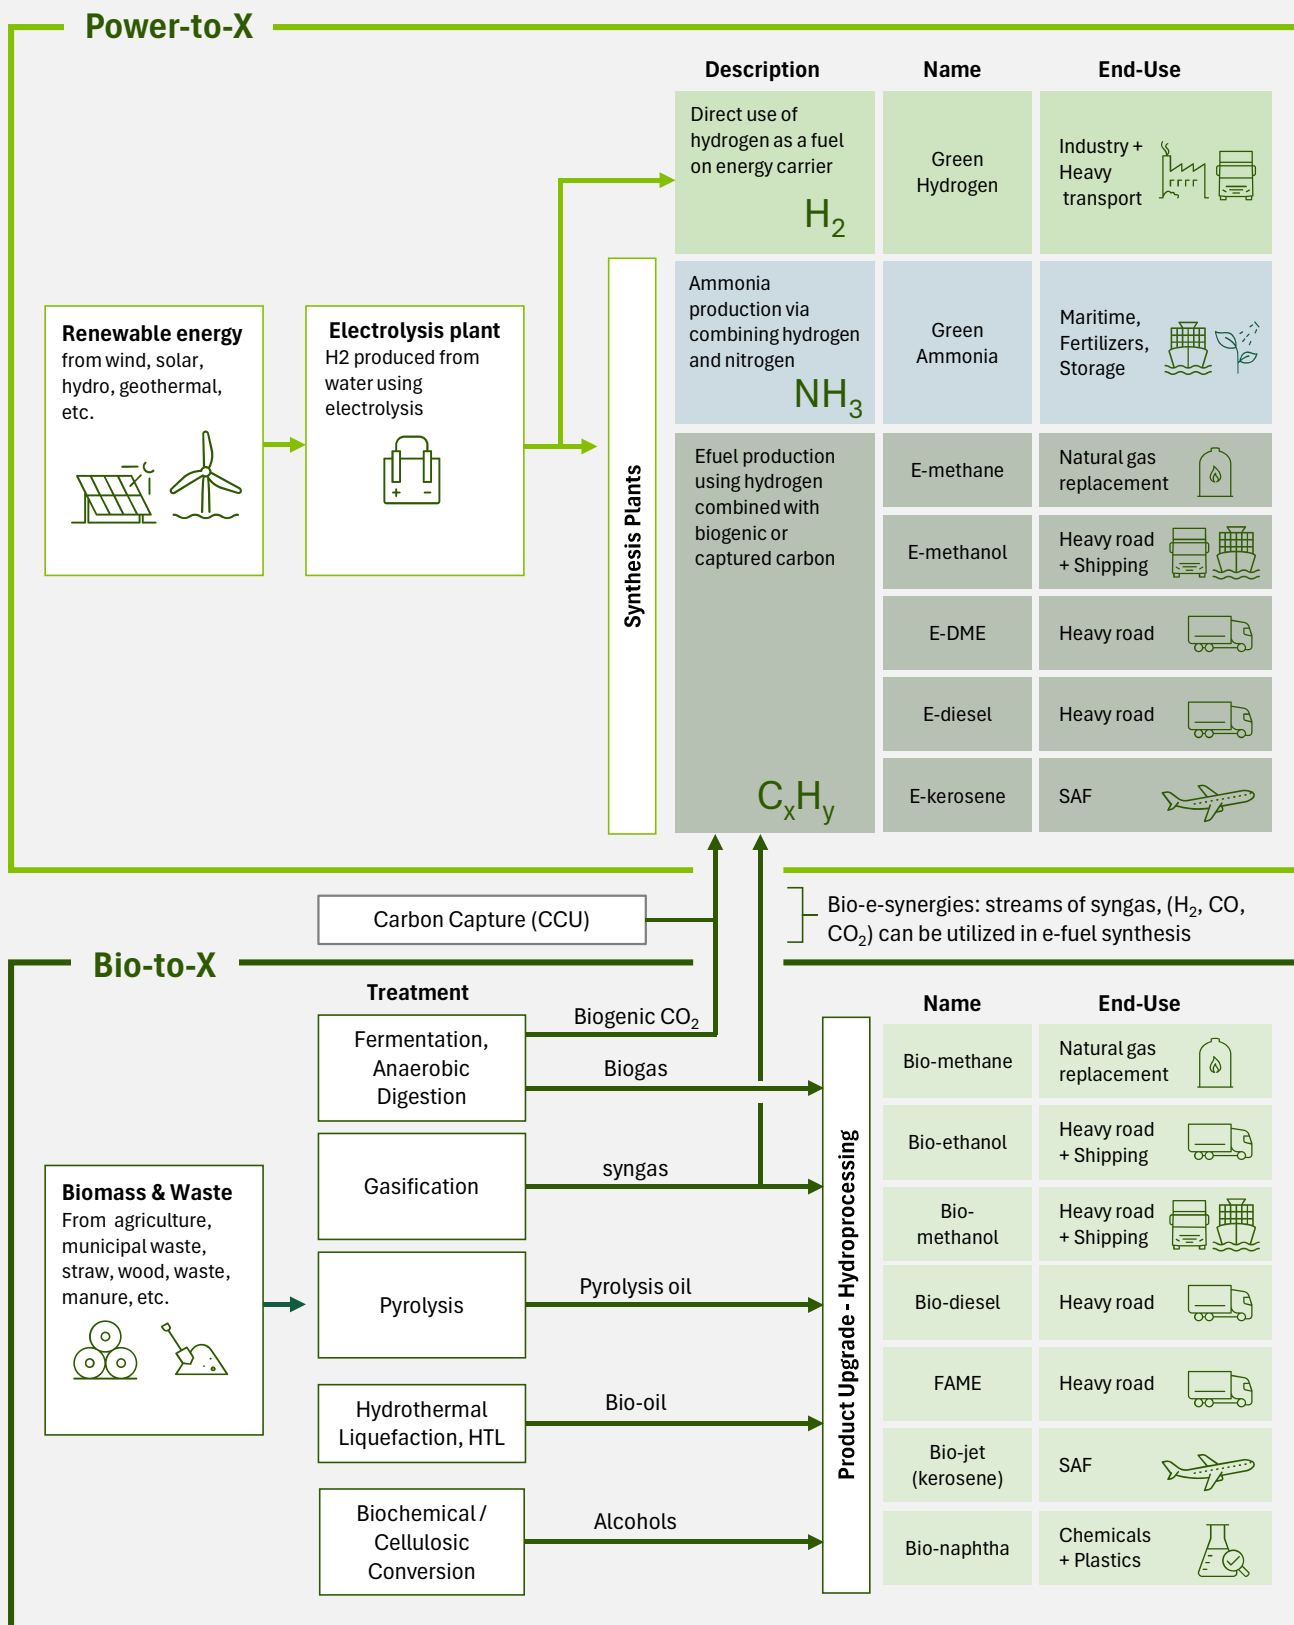 Power-to-X
Description
Name
End-Use
Direct use of
hydrogen as a fuel
on energy carrier
H₂
Green
Hydrogen
Industry +
Heavy
transport
Renewable energy
from wind, solar,
hydro, geothermal,
etc.
Electrolysis plant
H2 produced from
water using
electrolysis
+ −
Synthesis Plants
Ammonia
production via
combining hydrogen
and nitrogen
NH₃
Green
Ammonia
Maritime,
Fertilizers,
Storage
Efuel production
using hydrogen
combined with
biogenic or
captured carbon
CₓHᵧ
E-methane
Natural gas
replacement
E-methanol
Heavy road
+ Shipping
E-DME
Heavy road
E-diesel
Heavy road
E-kerosene
SAF
Carbon Capture (CCU)
Bio-e-synergies: streams of syngas, (H₂, CO,
CO₂) can be utilized in e-fuel synthesis
Bio-to-X
Treatment
Name
End-Use
Biomass & Waste
From agriculture,
municipal waste,
straw, wood, waste,
manure, etc.
Fermentation,
Anaerobic
Digestion
Biogenic CO₂
Biogas
Gasification
syngas
Pyrolysis
Pyrolysis oil
Hydrothermal
Liquefaction, HTL
Bio-oil
Biochemical /
Cellulosic
Conversion
Alcohols
Product Upgrade - Hydroprocessing
Bio-methane
Natural gas
replacement
Bio-ethanol
Heavy road
+ Shipping
Bio-
methanol
Heavy road
+ Shipping
Bio-diesel
Heavy road
FAME
Heavy road
Bio-jet
(kerosene)
SAF
Bio-naphtha
Chemicals
+ Plastics